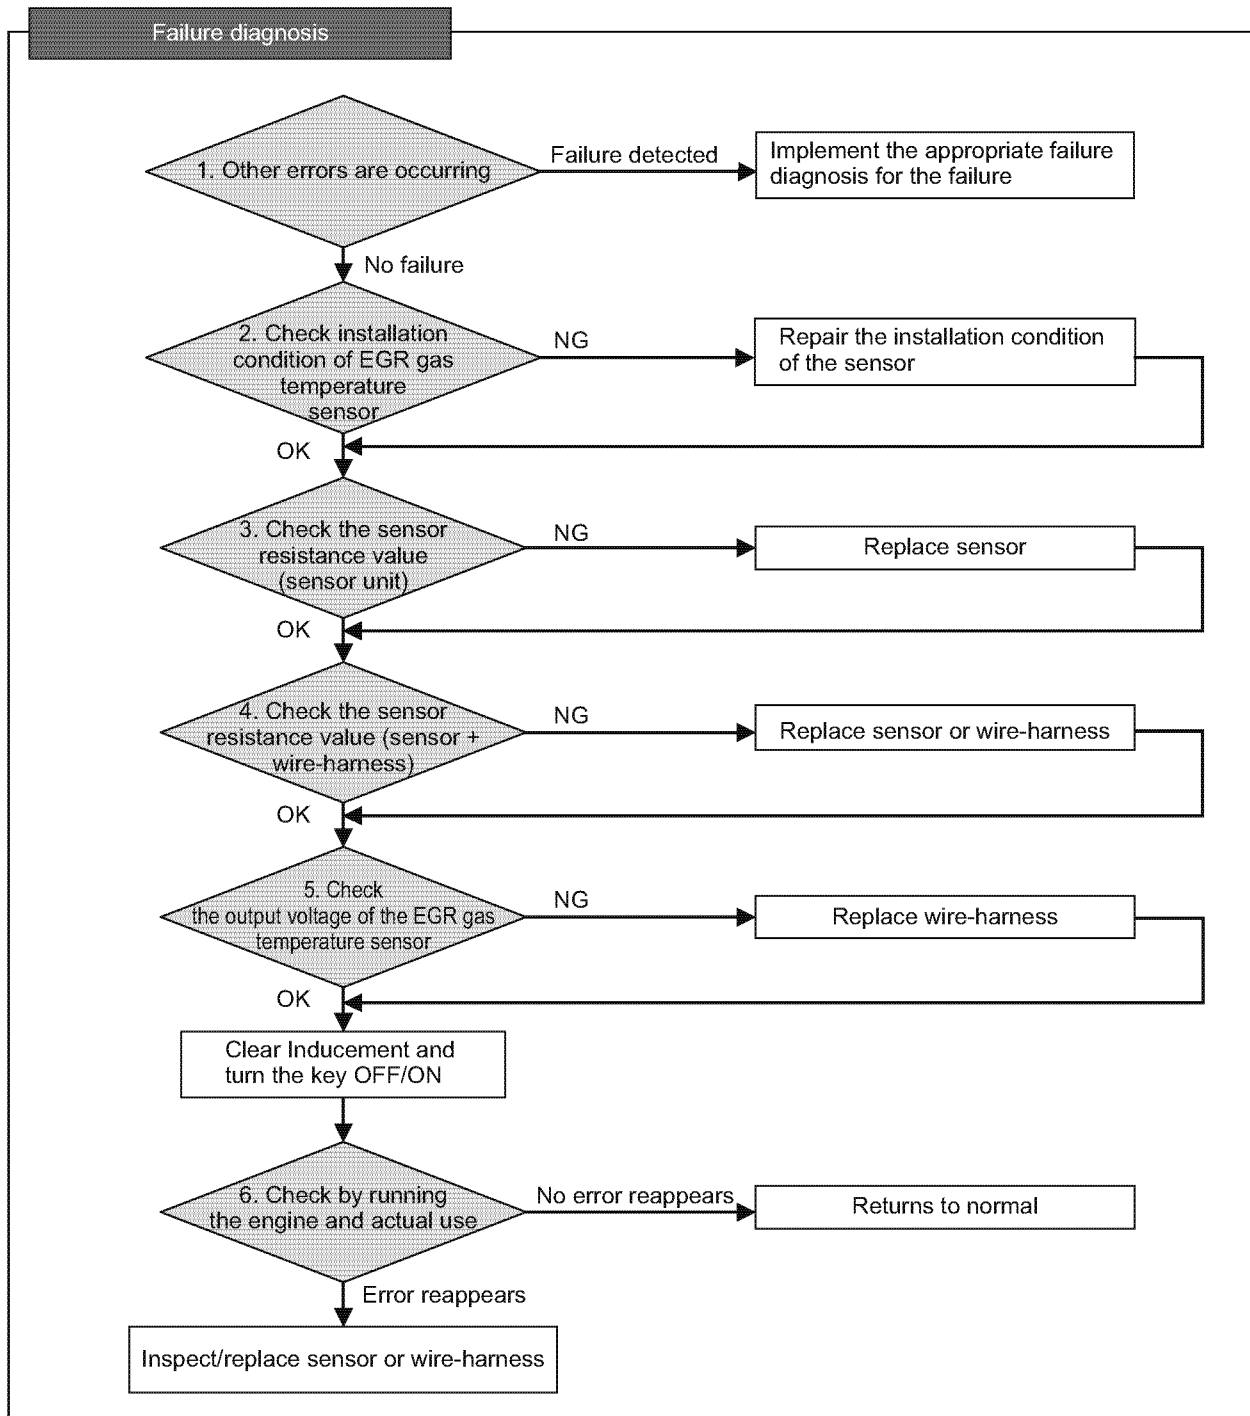 Failure diagnosis
1. Other errors are occurring
Failure detected
Implement the appropriate failure
diagnosis for the failure
No failure
2. Check installation
condition of EGR gas
temperature
sensor
NG
Repair the installation condition
of the sensor
OK
3. Check the sensor
resistance value
(sensor unit)
NG
Replace sensor
OK
4. Check the sensor
resistance value (sensor +
wire-harness)
NG
Replace sensor or wire-harness
OK
5. Check
the output voltage of the EGR gas
temperature sensor
NG
Replace wire-harness
OK
Clear Inducement and
turn the key OFF/ON
6. Check by running
the engine and actual use
No error reappears
Returns to normal
Error reappears
Inspect/replace sensor or wire-harness